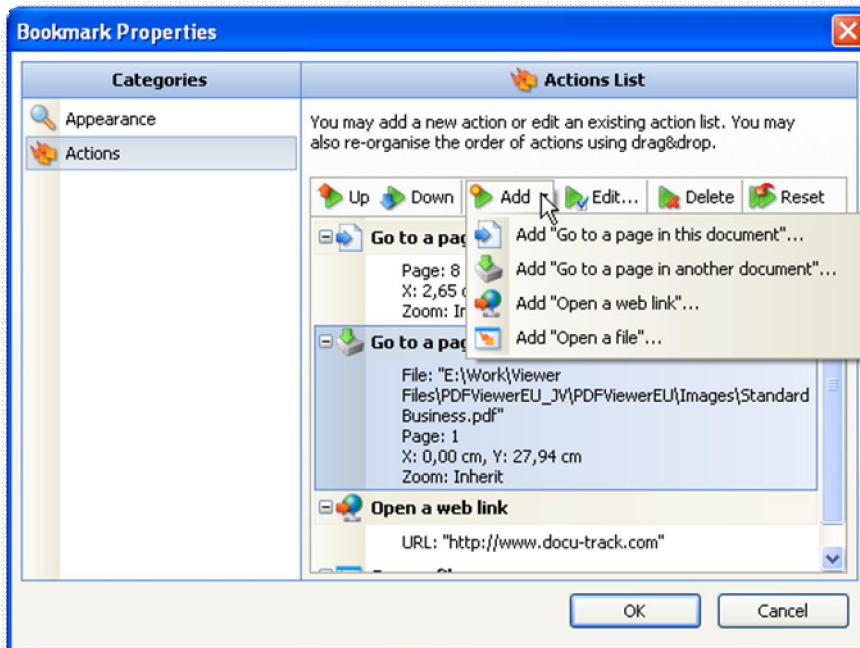 Bookmark Properties
Categories
Actions List
Appearance
Actions
You may add a new action or edit an existing action list. You may
also re-organise the order of actions using drag&drop.
Up Down Add Edit... Delete Reset
Add "Go to a page in this document"...
Add "Go to a page in another document"...
Add "Open a web link"...
Add "Open a file"...
Go to a pag
Page: 8
X: 2,65
Zoom: Ir
Go to a pag
File: "E:\Work\Viewer
Files\PDFViewerEU_JV\PDFViewerEU\Images\Standard
Business.pdf"
Page: 1
X: 0,00 cm, Y: 27,94 cm
Zoom: Inherit
Open a web link
URL: "http://www.docu-track.com"
OK Cancel